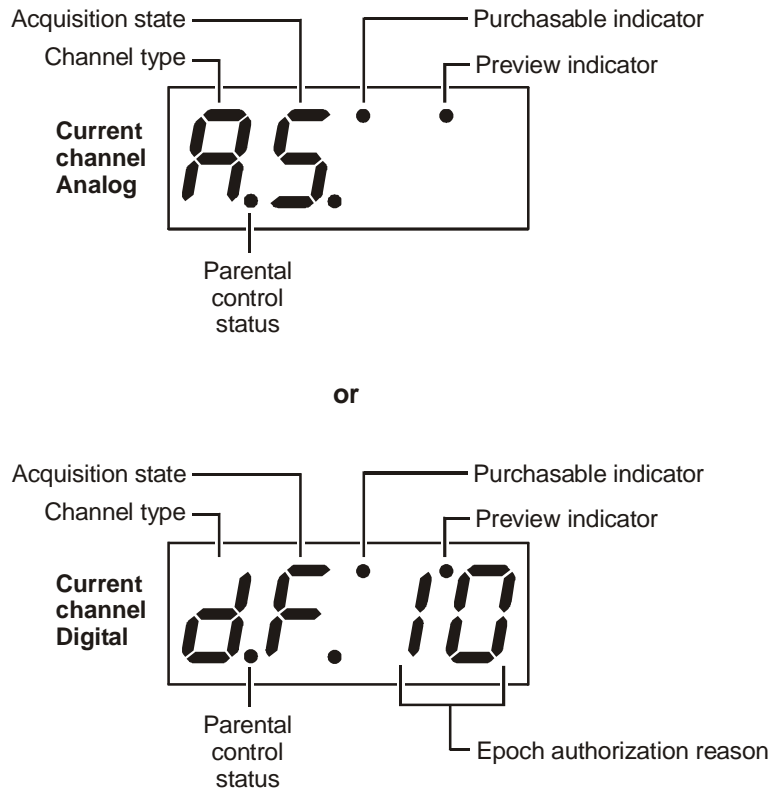 Acquisition state
Purchasable indicator
Channel type
Preview indicator
Current
channel
Analog
A.S.
Parental
control
status
or
Acquisition state
Purchasable indicator
Channel type
Preview indicator
Current
channel
Digital
d.F. 10
Parental
control
status
Epoch authorization reason